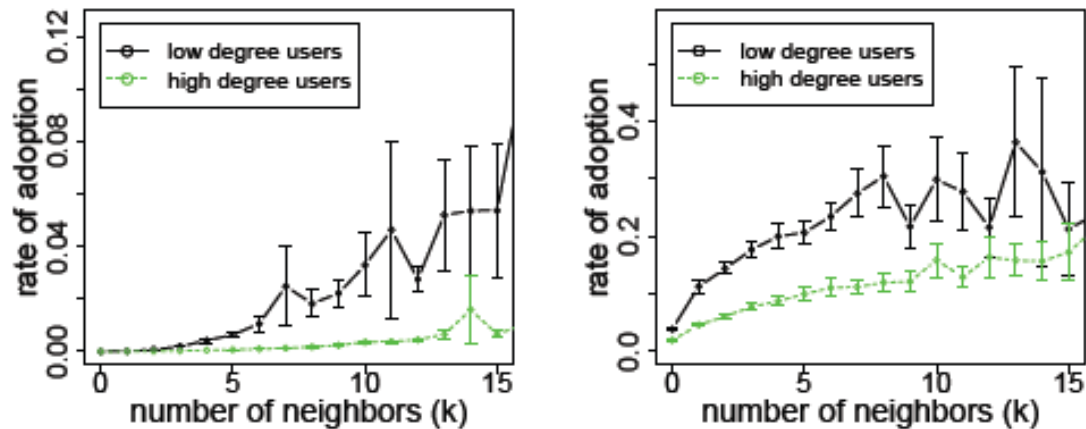 rate of adoption
0.00 0.04 0.08 0.12
low degree users
high degree users
0 5 10 15
number of neighbors (k)
rate of adoption
0.0 0.2 0.4
low degree users
high degree users
0 5 10 15
number of neighbors (k)